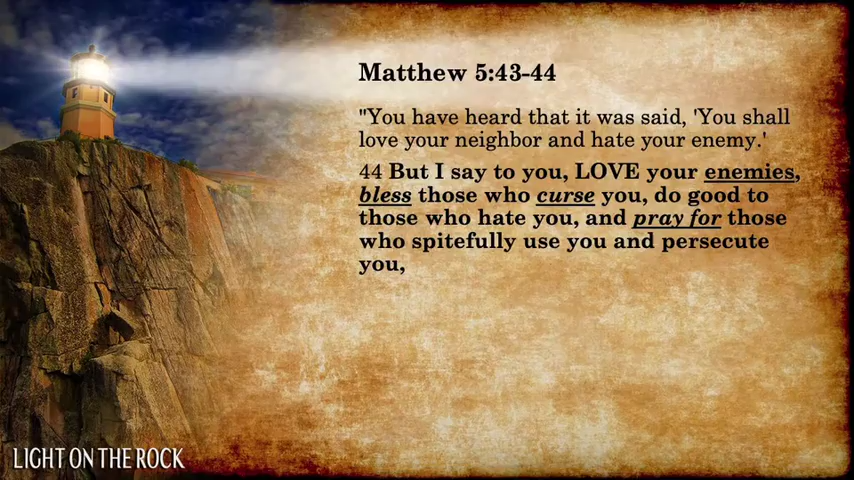 Matthew 5:43-44
"You have heard that it was said, 'You shall
love your neighbor and hate your enemy.'
44 But I say to you, LOVE your enemies,
bless those who curse you, do good to
those who hate you, and pray for those
who spitefully use you and persecute
you,
LIGHT ON THE ROCK